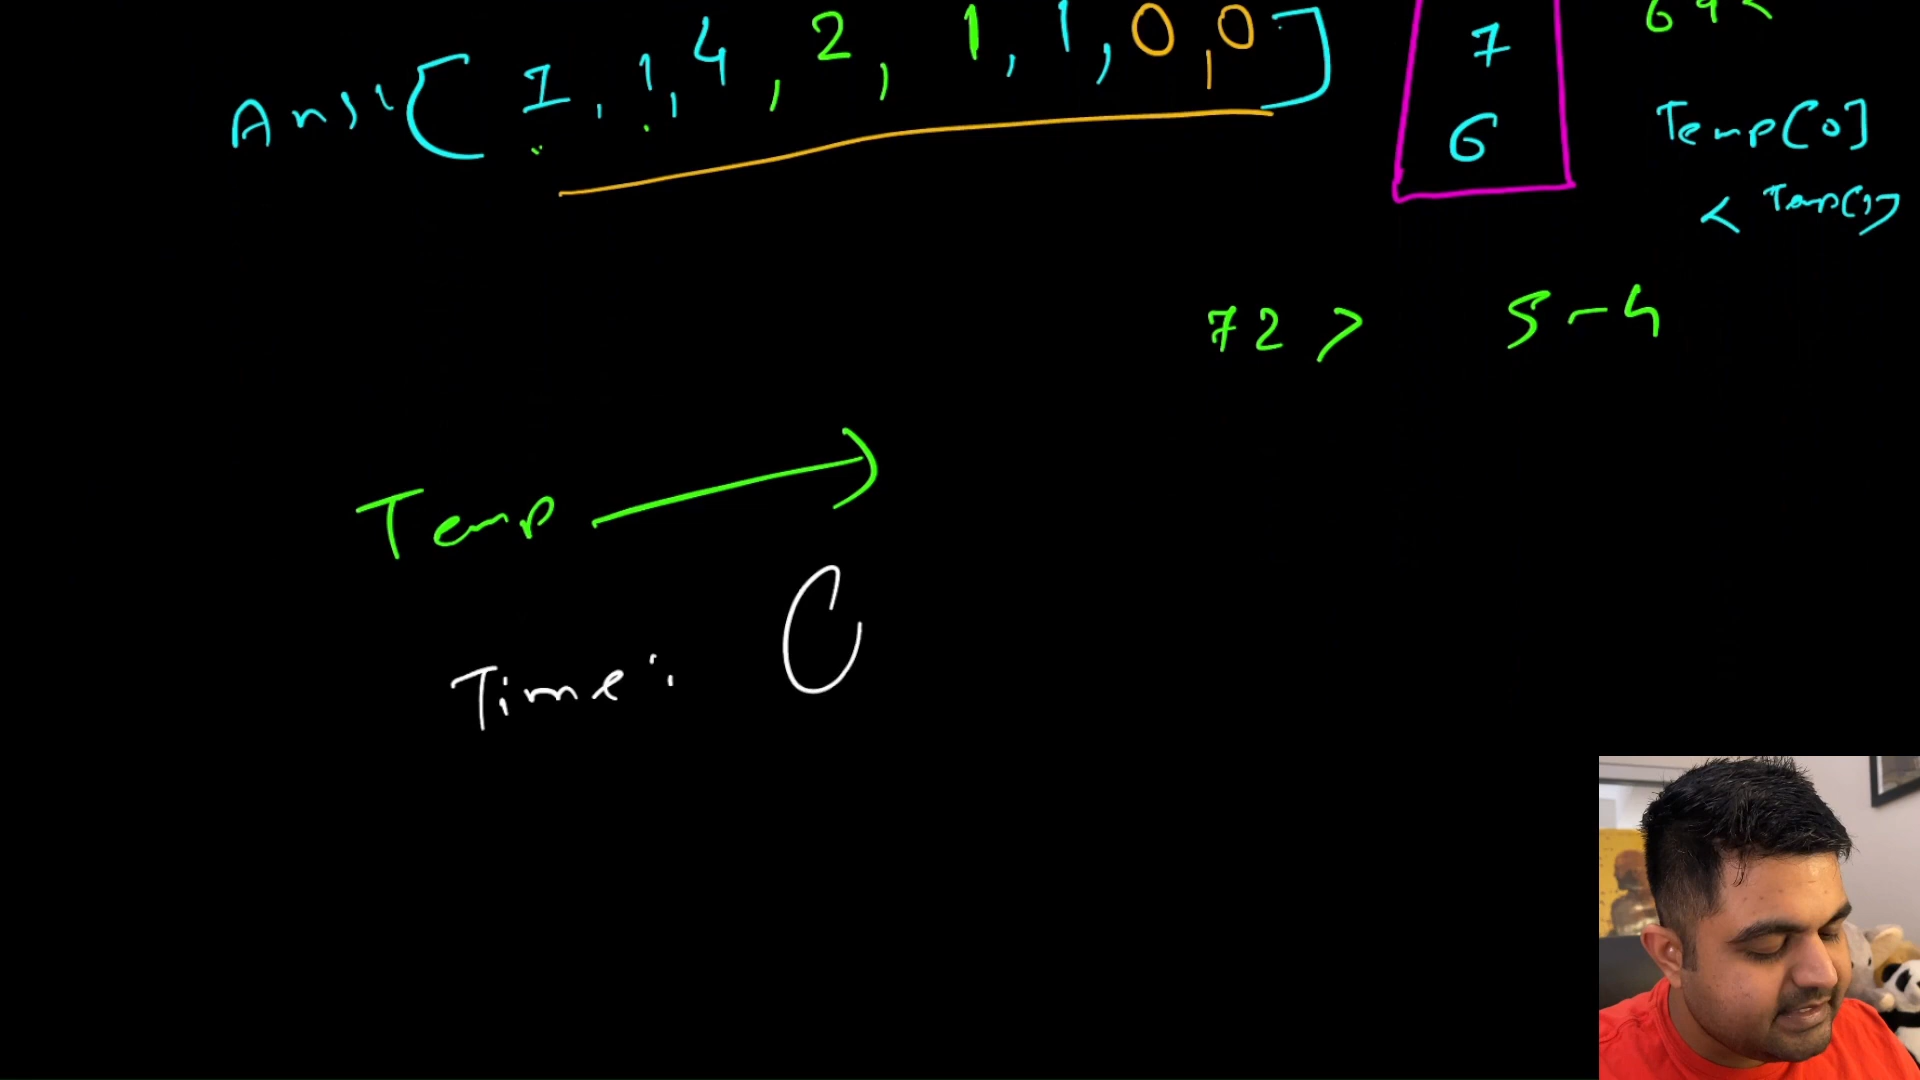 Ans: [ 1, 1, 4, 2, 1, 1, 0, 0 ]
7
6
69 <
Temp[0]
< Temp[1]
72 >
5 - 4
Temp
Time: